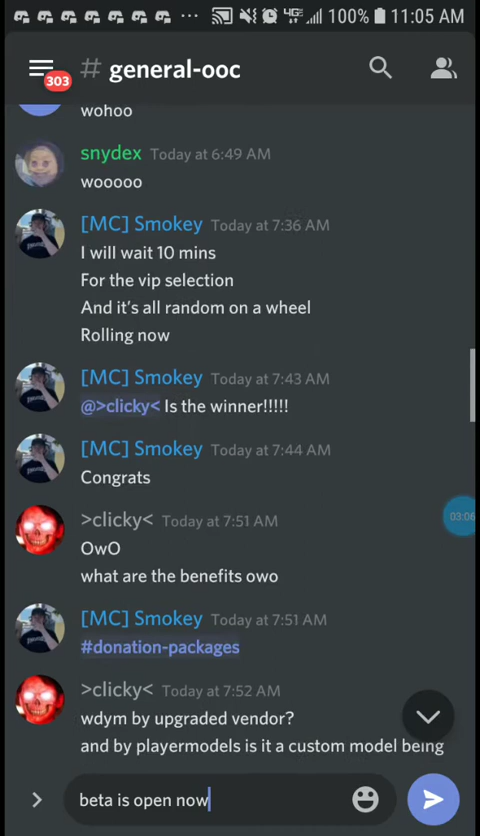 100% 11:05 AM
303
# general-ooc
wohoo
snydex Today at 6:49 AM
wooooo
[MC] Smokey Today at 7:36 AM
I will wait 10 mins
For the vip selection
And it's all random on a wheel
Rolling now
[MC] Smokey Today at 7:43 AM
@>clicky< Is the winner!!!!!
[MC] Smokey Today at 7:44 AM
Congrats
>clicky< Today at 7:51 AM
03:06
OwO
what are the benefits owo
[MC] Smokey Today at 7:51 AM
#donation-packages
>clicky< Today at 7:52 AM
wdym by upgraded vendor?
and by playermodels is it a custom model being
beta is open now